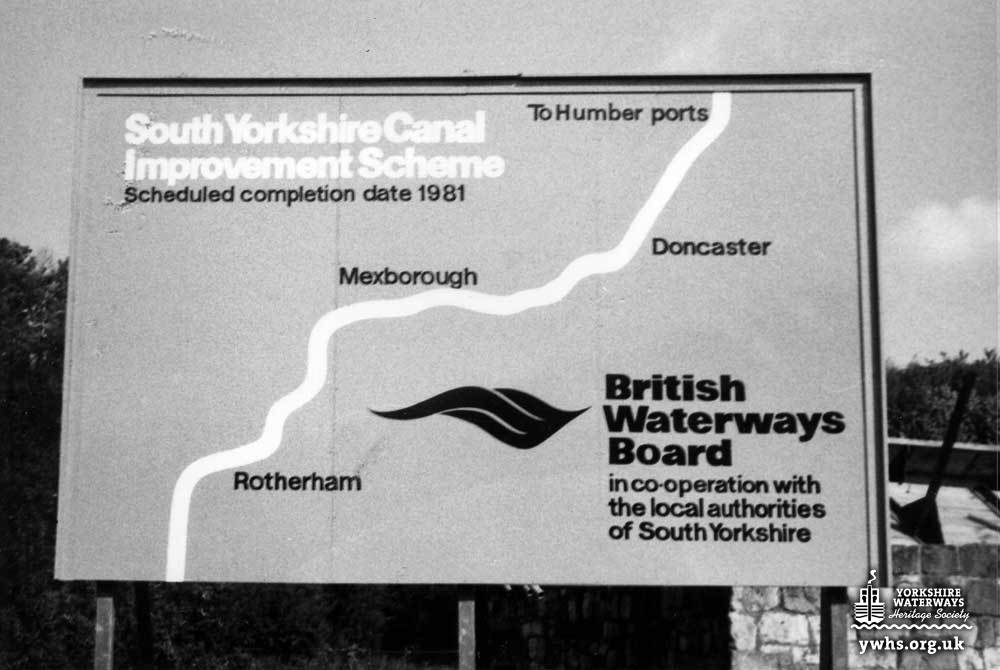 South Yorkshire Canal
Improvement Scheme
Scheduled completion date 1981
To Humber ports
Doncaster
Mexborough
Rotherham
British
Waterways
Board
in co-operation with
the local authorities
of South Yorkshire
YORKSHIRE
WATERWAYS
Heritage Society
ywhs.org.uk